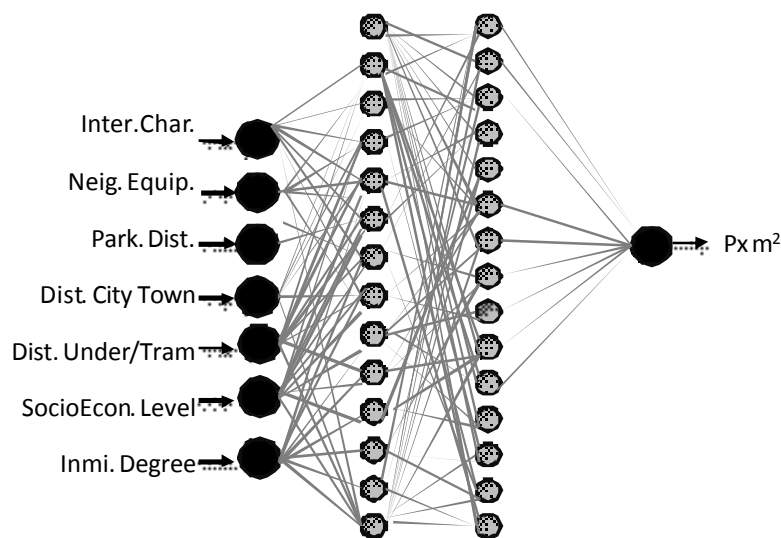 Inter.Char.
Neig. Equip.
Park. Dist.
Dist. City Town
Dist. Under/Tram
SocioEcon. Level
Inmi. Degree
Px m²